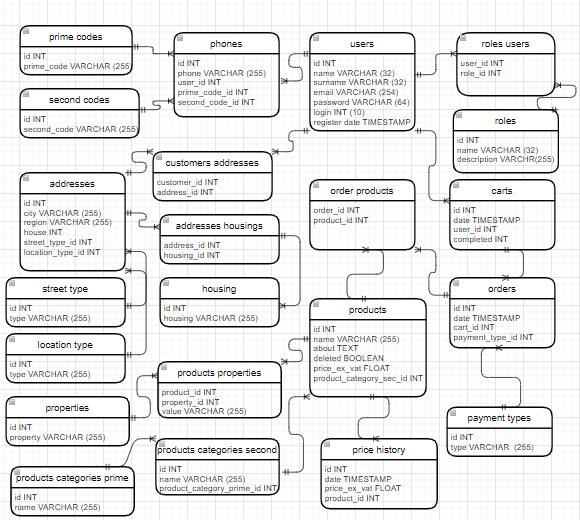 prime codes
id INT
prime_code VARCHAR (255)
phones
id INT
phone VARCHAR (255)
user_id INT
prime_code_id INT
second_code_id INT
users
id INT
name VARCHAR (32)
surname VARCHAR (32)
email VARCHAR (254)
password VARCHAR (64)
login INT (10)
register date TIMESTAMP
roles users
user_id INT
role_id INT
second codes
id INT
second_code VARCHAR (255)
roles
id INT
name VARCHAR (32)
description VARCHR(255)
customers addresses
customer_id INT
address_id INT
addresses
id INT
city VARCHAR (255)
region VARCHAR (255)
house INT
street_type_id INT
location_type_id INT
order products
order_id INT
product_id INT
carts
id INT
date TIMESTAMP
user_id INT
completed INT
addresses housings
address_id INT
housing_id INT
street type
id INT
type VARCHAR (255)
housing
id INT
housing VARCHAR (255)
orders
id INT
date TIMESTAMP
cart_id INT
payment_type_id INT
products
id INT
name VARCHAR (255)
about TEXT
deleted BOOLEAN
price_ex_vat FLOAT
product_category_sec_id INT
location type
id INT
type VARCHAR (255)
products properties
product_id INT
property_id INT
value VARCHAR (255)
properties
id INT
property VARCHAR (255)
payment types
id INT
type VARCHAR (255)
products categories second
id INT
name VARCHAR (255)
product_category_prime_id INT
price history
id INT
date TIMESTAMP
price_ex_vat FLOAT
product_id INT
products categories prime
id INT
name VARCHAR (255)